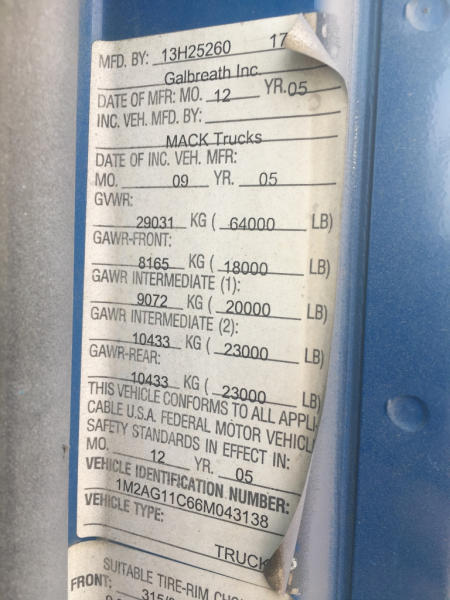 MFD. BY: 13H25260 17
Galbreath Inc.
DATE OF MFR: MO. 12 YR. 05
INC. VEH. MFD. BY:
MACK Trucks
DATE OF INC. VEH. MFR:
MO. 09 YR. 05
GVWR:
29031 KG ( 64000 LB)
GAWR-FRONT:
8165 KG ( 18000 LB)
GAWR INTERMEDIATE (1):
9072 KG ( 20000 LB)
GAWR INTERMEDIATE (2):
10433 KG ( 23000 LB)
GAWR-REAR:
10433 KG ( 23000 LB)
THIS VEHICLE CONFORMS TO ALL APPLI-
CABLE U.S.A. FEDERAL MOTOR VEHICL
SAFETY STANDARDS IN EFFECT IN:
MO. 12 YR. 05
VEHICLE IDENTIFICATION NUMBER:
1M2AG11C66M043138
VEHICLE TYPE:
TRUCK
SUITABLE TIRE-RIM
FRONT: